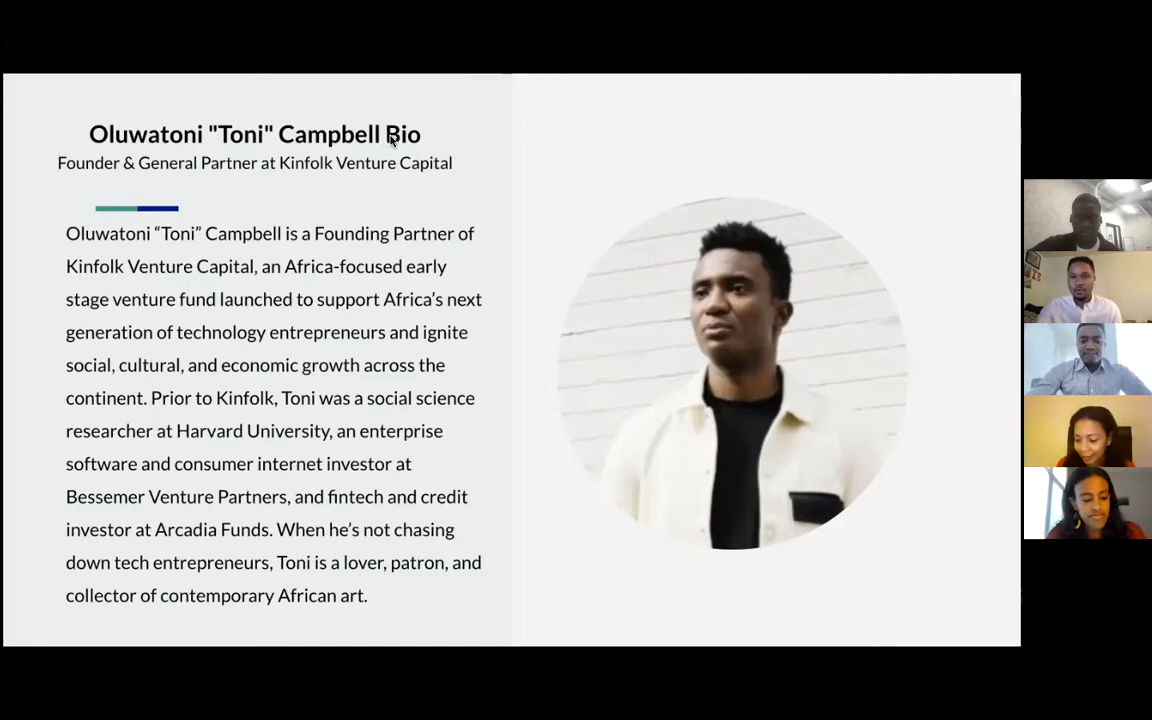 Oluwatoni "Toni" Campbell Bio
Founder & General Partner at Kinfolk Venture Capital
Oluwatoni “Toni” Campbell is a Founding Partner of
Kinfolk Venture Capital, an Africa-focused early
stage venture fund launched to support Africa’s next
generation of technology entrepreneurs and ignite
social, cultural, and economic growth across the
continent. Prior to Kinfolk, Toni was a social science
researcher at Harvard University, an enterprise
software and consumer internet investor at
Bessemer Venture Partners, and fintech and credit
investor at Arcadia Funds. When he’s not chasing
down tech entrepreneurs, Toni is a lover, patron, and
collector of contemporary African art.